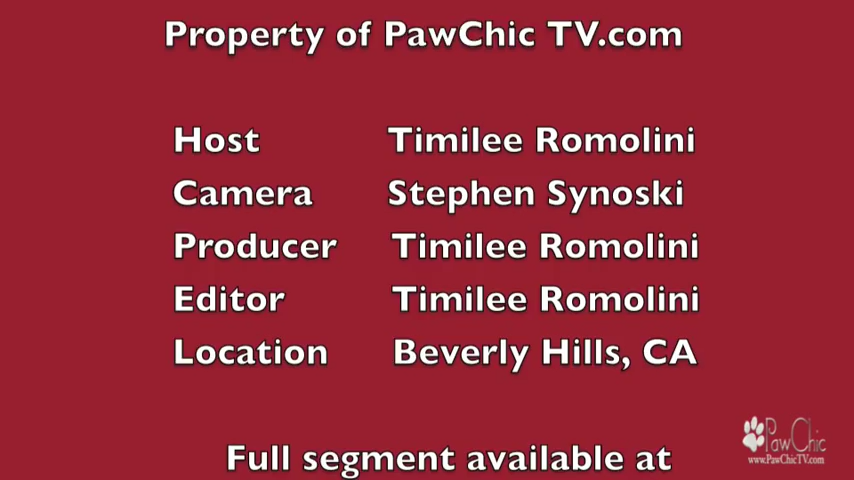 Property of PawChic TV.com
Host Timilee Romolini
Camera Stephen Synoski
Producer Timilee Romolini
Editor Timilee Romolini
Location Beverly Hills, CA
Full segment available at
PawChic
www.PawChicTV.com